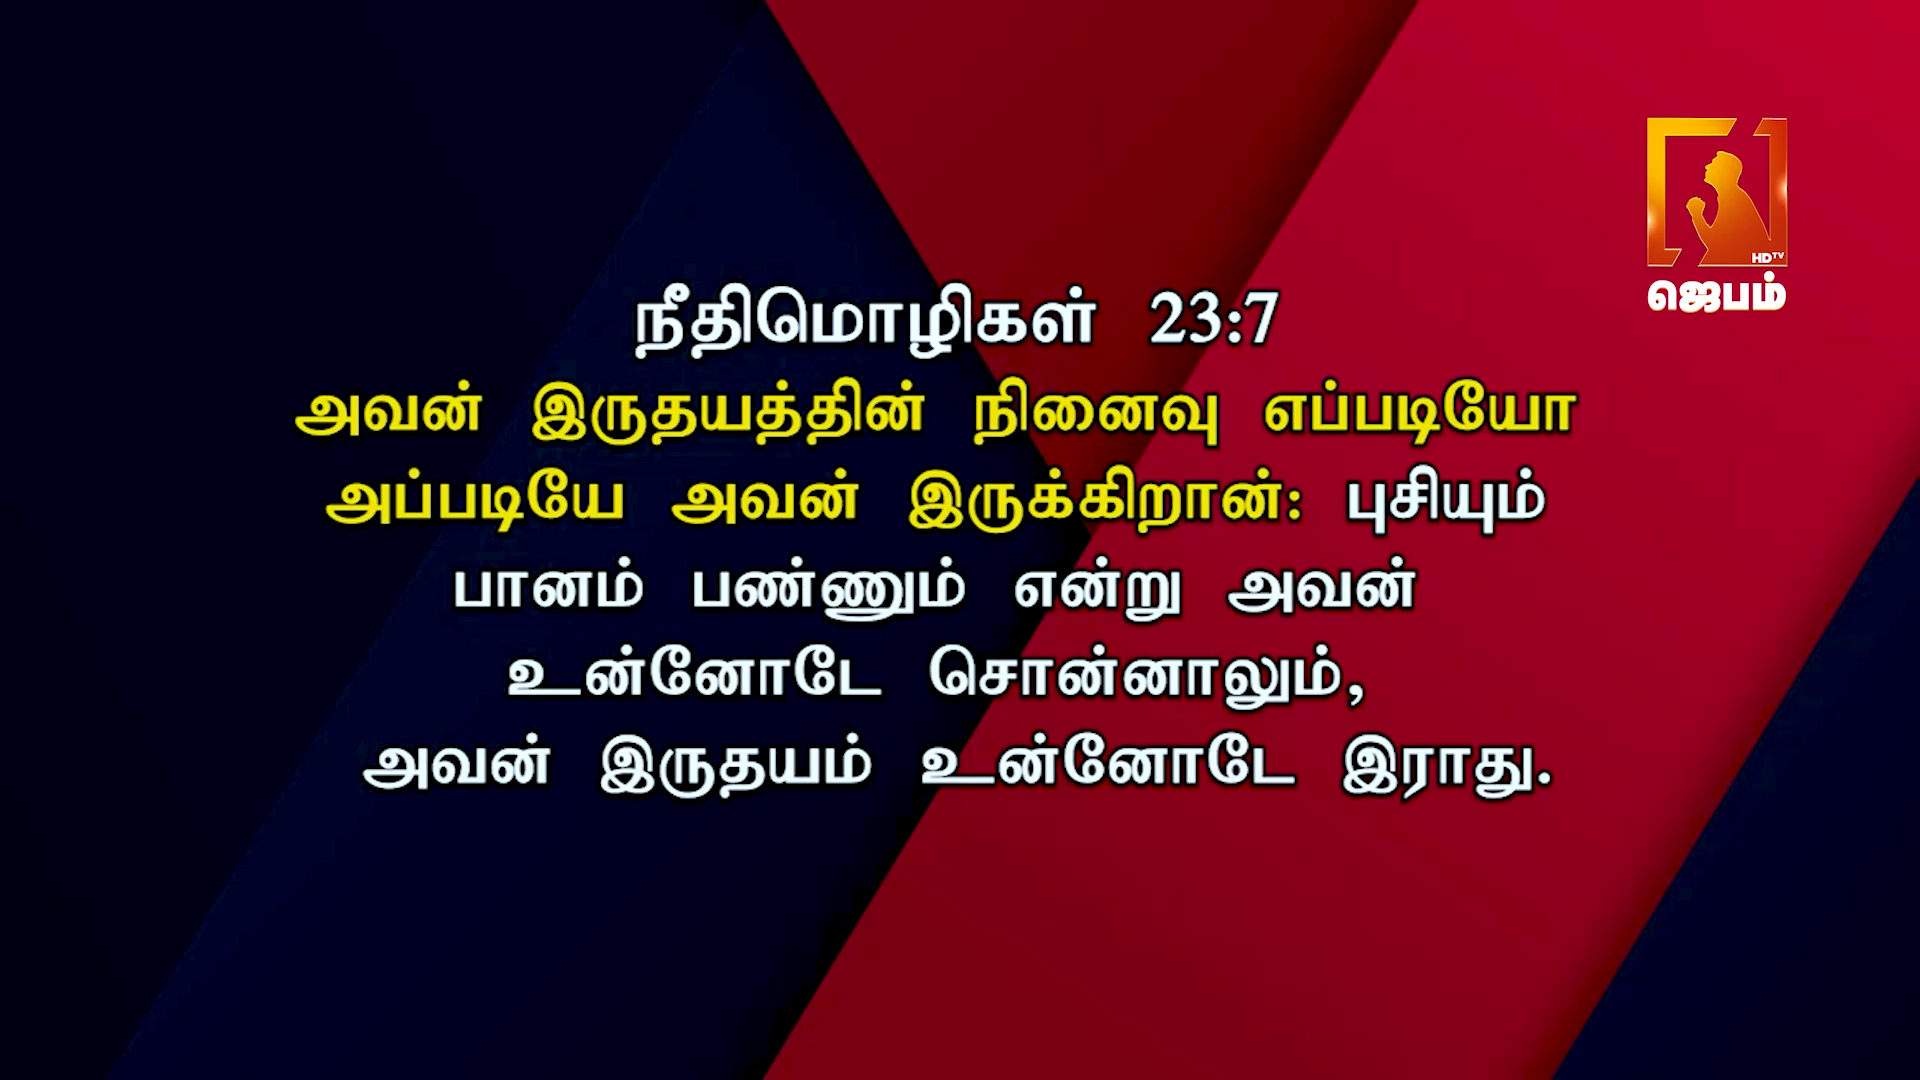 HDTV
ஜெபம்
நீதிமொழிகள் 23:7
அவன் இருதயத்தின் நினைவு எப்படியோ
அப்படியே அவன் இருக்கிறான்: புசியும்
பானம் பண்ணும் என்று அவன்
உன்னோடே சொன்னாலும்,
அவன் இருதயம் உன்னோடே இராது.